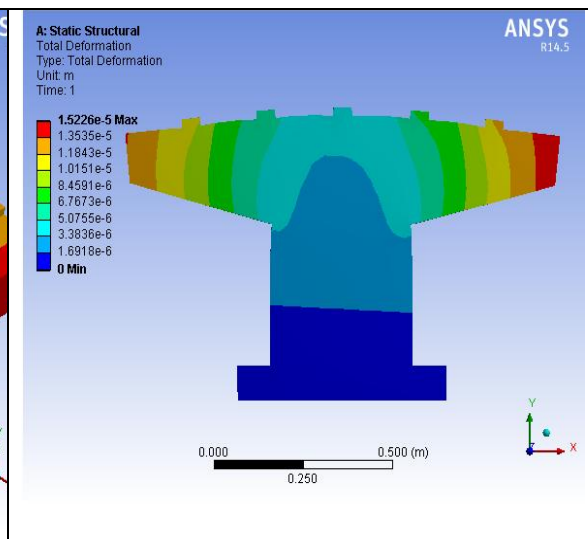 A: Static Structural
Total Deformation
Type: Total Deformation
Unit: m
Time: 1
ANSYS
R14.5
1.5226e-5 Max
1.3535e-5
1.1843e-5
1.0151e-5
8.4591e-6
6.7673e-6
5.0755e-6
3.3836e-6
1.6918e-6
0 Min
0.000
0.500 (m)
0.250
Y
X